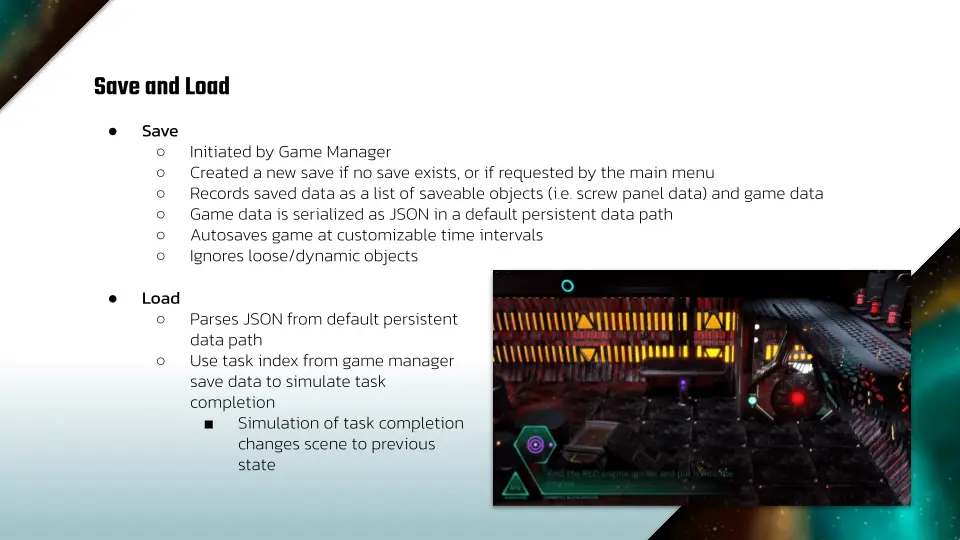 Save and Load
● Save
○ Initiated by Game Manager
○ Created a new save if no save exists, or if requested by the main menu
○ Records saved data as a list of saveable objects (i.e. screw panel data) and game data
○ Game data is serialized as JSON in a default persistent data path
○ Autosaves game at customizable time intervals
○ Ignores loose/dynamic objects
● Load
○ Parses JSON from default persistent
data path
○ Use task index from game manager
save data to simulate task
completion
■ Simulation of task completion
changes scene to previous
state
Find the RED engine igniter and put it into the
engine